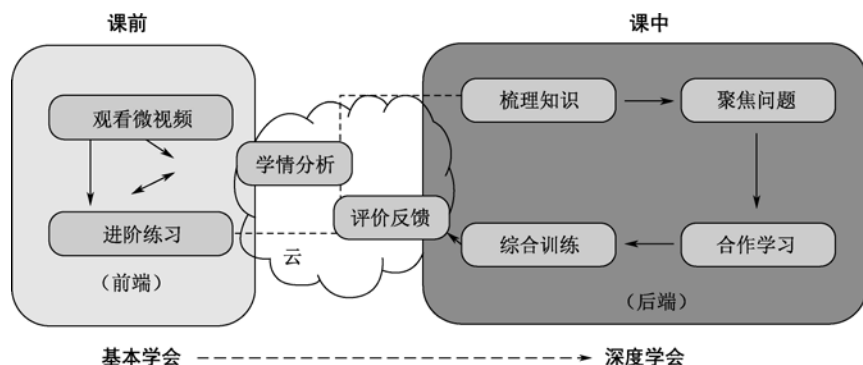 课前
课中
观看微视频
进阶练习
（前端）
学情分析
评价反馈
云
梳理知识
聚焦问题
综合训练
合作学习
（后端）
基本学会
深度学会